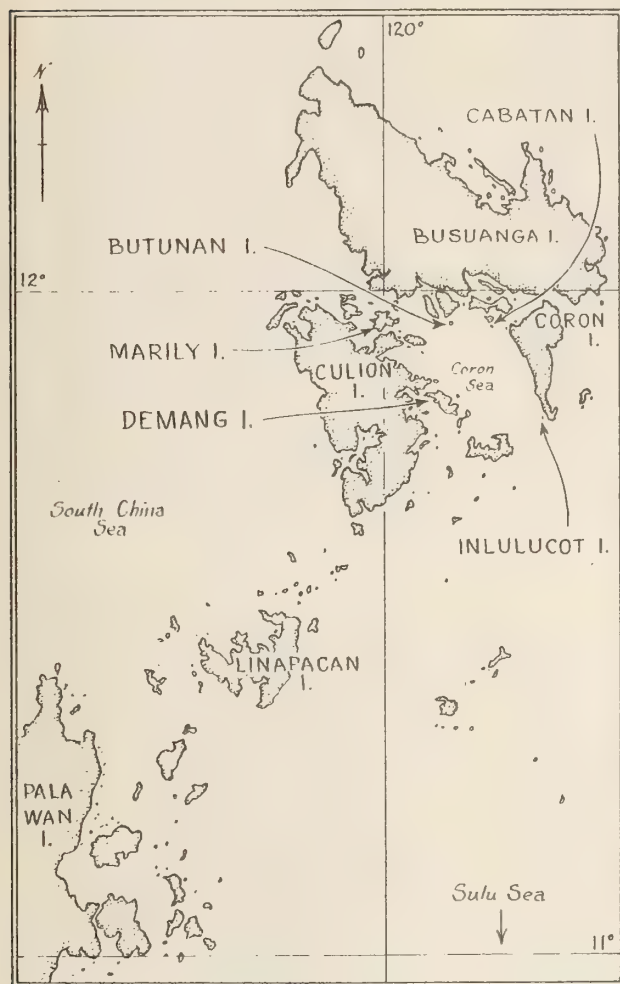 120°
N
CABATAN I.
BUSUANGA I.
BUTUNAN I.
12°
CORON
I.
MARILY I.
CULION
I.
Coron
Sea
DEMANG I.
South China
Sea
INLULUCOT I.
LINAPACAN
I.
PALA
WAN
I.
Sulu Sea
11°